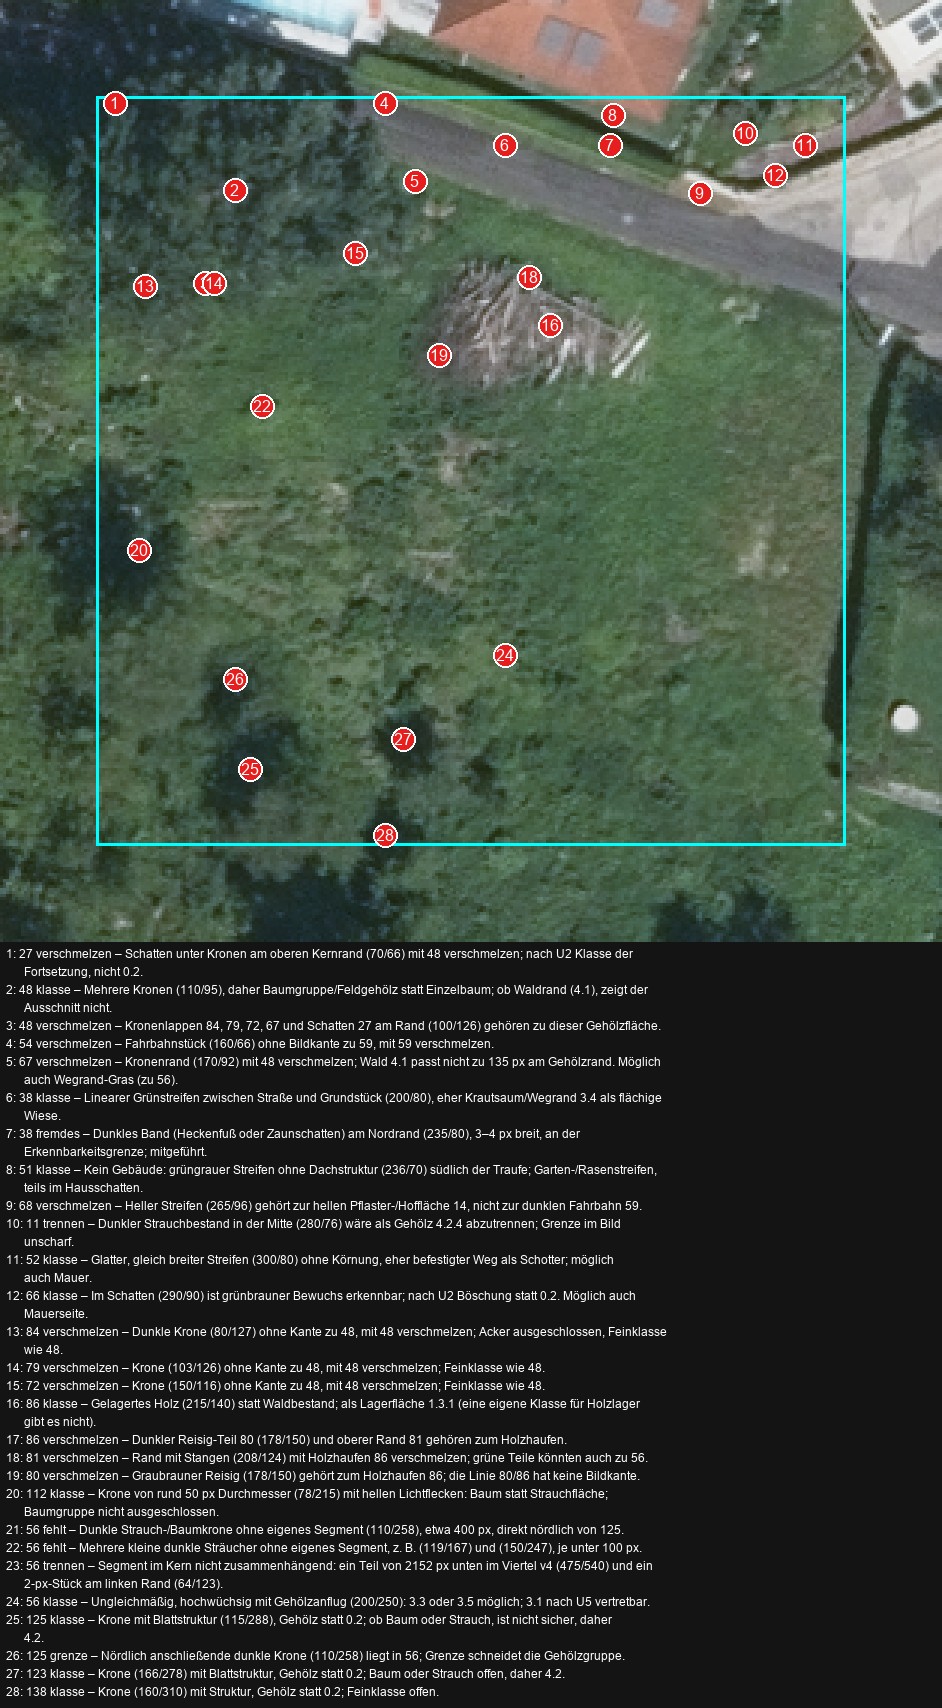 1
4
8
10
6
7
11
12
5
2
9
15
18
13
14
16
19
22
20
24
26
27
25
28
1: 27 verschmelzen – Schatten unter Kronen am oberen Kernrand (70/66) mit 48 verschmelzen; nach U2 Klasse der
Fortsetzung, nicht 0.2.
2: 48 klasse – Mehrere Kronen (110/95), daher Baumgruppe/Feldgehölz statt Einzelbaum; ob Waldrand (4.1), zeigt der
Ausschnitt nicht.
3: 48 verschmelzen – Kronenlappen 84, 79, 72, 67 und Schatten 27 am Rand (100/126) gehören zu dieser Gehölzfläche.
4: 54 verschmelzen – Fahrbahnstück (160/66) ohne Bildkante zu 59, mit 59 verschmelzen.
5: 67 verschmelzen – Kronenrand (170/92) mit 48 verschmelzen; Wald 4.1 passt nicht zu 135 px am Gehölzrand. Möglich
auch Wegrand-Gras (zu 56).
6: 38 klasse – Linearer Grünstreifen zwischen Straße und Grundstück (200/80), eher Krautsaum/Wegrand 3.4 als flächige
Wiese.
7: 38 fremdes – Dunkles Band (Heckenfuß oder Zaunschatten) am Nordrand (235/80), 3–4 px breit, an der
Erkennbarkeitsgrenze; mitgeführt.
8: 51 klasse – Kein Gebäude: grüngrauer Streifen ohne Dachstruktur (236/70) südlich der Traufe; Garten-/Rasenstreifen,
teils im Hausschatten.
9: 68 verschmelzen – Heller Streifen (265/96) gehört zur hellen Pflaster-/Hoffläche 14, nicht zur dunklen Fahrbahn 59.
10: 11 trennen – Dunkler Strauchbestand in der Mitte (280/76) wäre als Gehölz 4.2.4 abzutrennen; Grenze im Bild
unscharf.
11: 52 klasse – Glatter, gleich breiter Streifen (300/80) ohne Körnung, eher befestigter Weg als Schotter; möglich
auch Mauer.
12: 66 klasse – Im Schatten (290/90) ist grünbrauner Bewuchs erkennbar; nach U2 Böschung statt 0.2. Möglich auch
Mauerseite.
13: 84 verschmelzen – Dunkle Krone (80/127) ohne Kante zu 48, mit 48 verschmelzen; Acker ausgeschlossen, Feinklasse
wie 48.
14: 79 verschmelzen – Krone (103/126) ohne Kante zu 48, mit 48 verschmelzen; Feinklasse wie 48.
15: 72 verschmelzen – Krone (150/116) ohne Kante zu 48, mit 48 verschmelzen; Feinklasse wie 48.
16: 86 klasse – Gelagertes Holz (215/140) statt Waldbestand; als Lagerfläche 1.3.1 (eine eigene Klasse für Holzlager
gibt es nicht).
17: 86 verschmelzen – Dunkler Reisig-Teil 80 (178/150) und oberer Rand 81 gehören zum Holzhaufen.
18: 81 verschmelzen – Rand mit Stangen (208/124) mit Holzhaufen 86 verschmelzen; grüne Teile könnten auch zu 56.
19: 80 verschmelzen – Graubrauner Reisig (178/150) gehört zum Holzhaufen 86; die Linie 80/86 hat keine Bildkante.
20: 112 klasse – Krone von rund 50 px Durchmesser (78/215) mit hellen Lichtflecken: Baum statt Strauchfläche;
Baumgruppe nicht ausgeschlossen.
21: 56 fehlt – Dunkle Strauch-/Baumkrone ohne eigenes Segment (110/258), etwa 400 px, direkt nördlich von 125.
22: 56 fehlt – Mehrere kleine dunkle Sträucher ohne eigenes Segment, z. B. (119/167) und (150/247), je unter 100 px.
23: 56 trennen – Segment im Kern nicht zusammenhängend: ein Teil von 2152 px unten im Viertel v4 (475/540) und ein
2-px-Stück am linken Rand (64/123).
24: 56 klasse – Ungleichmäßig, hochwüchsig mit Gehölzanflug (200/250): 3.3 oder 3.5 möglich; 3.1 nach U5 vertretbar.
25: 125 klasse – Krone mit Blattstruktur (115/288), Gehölz statt 0.2; ob Baum oder Strauch, ist nicht sicher, daher
4.2.
26: 125 grenze – Nördlich anschließende dunkle Krone (110/258) liegt in 56; Grenze schneidet die Gehölzgruppe.
27: 123 klasse – Krone (166/278) mit Blattstruktur, Gehölz statt 0.2; Baum oder Strauch offen, daher 4.2.
28: 138 klasse – Krone (160/310) mit Struktur, Gehölz statt 0.2; Feinklasse offen.